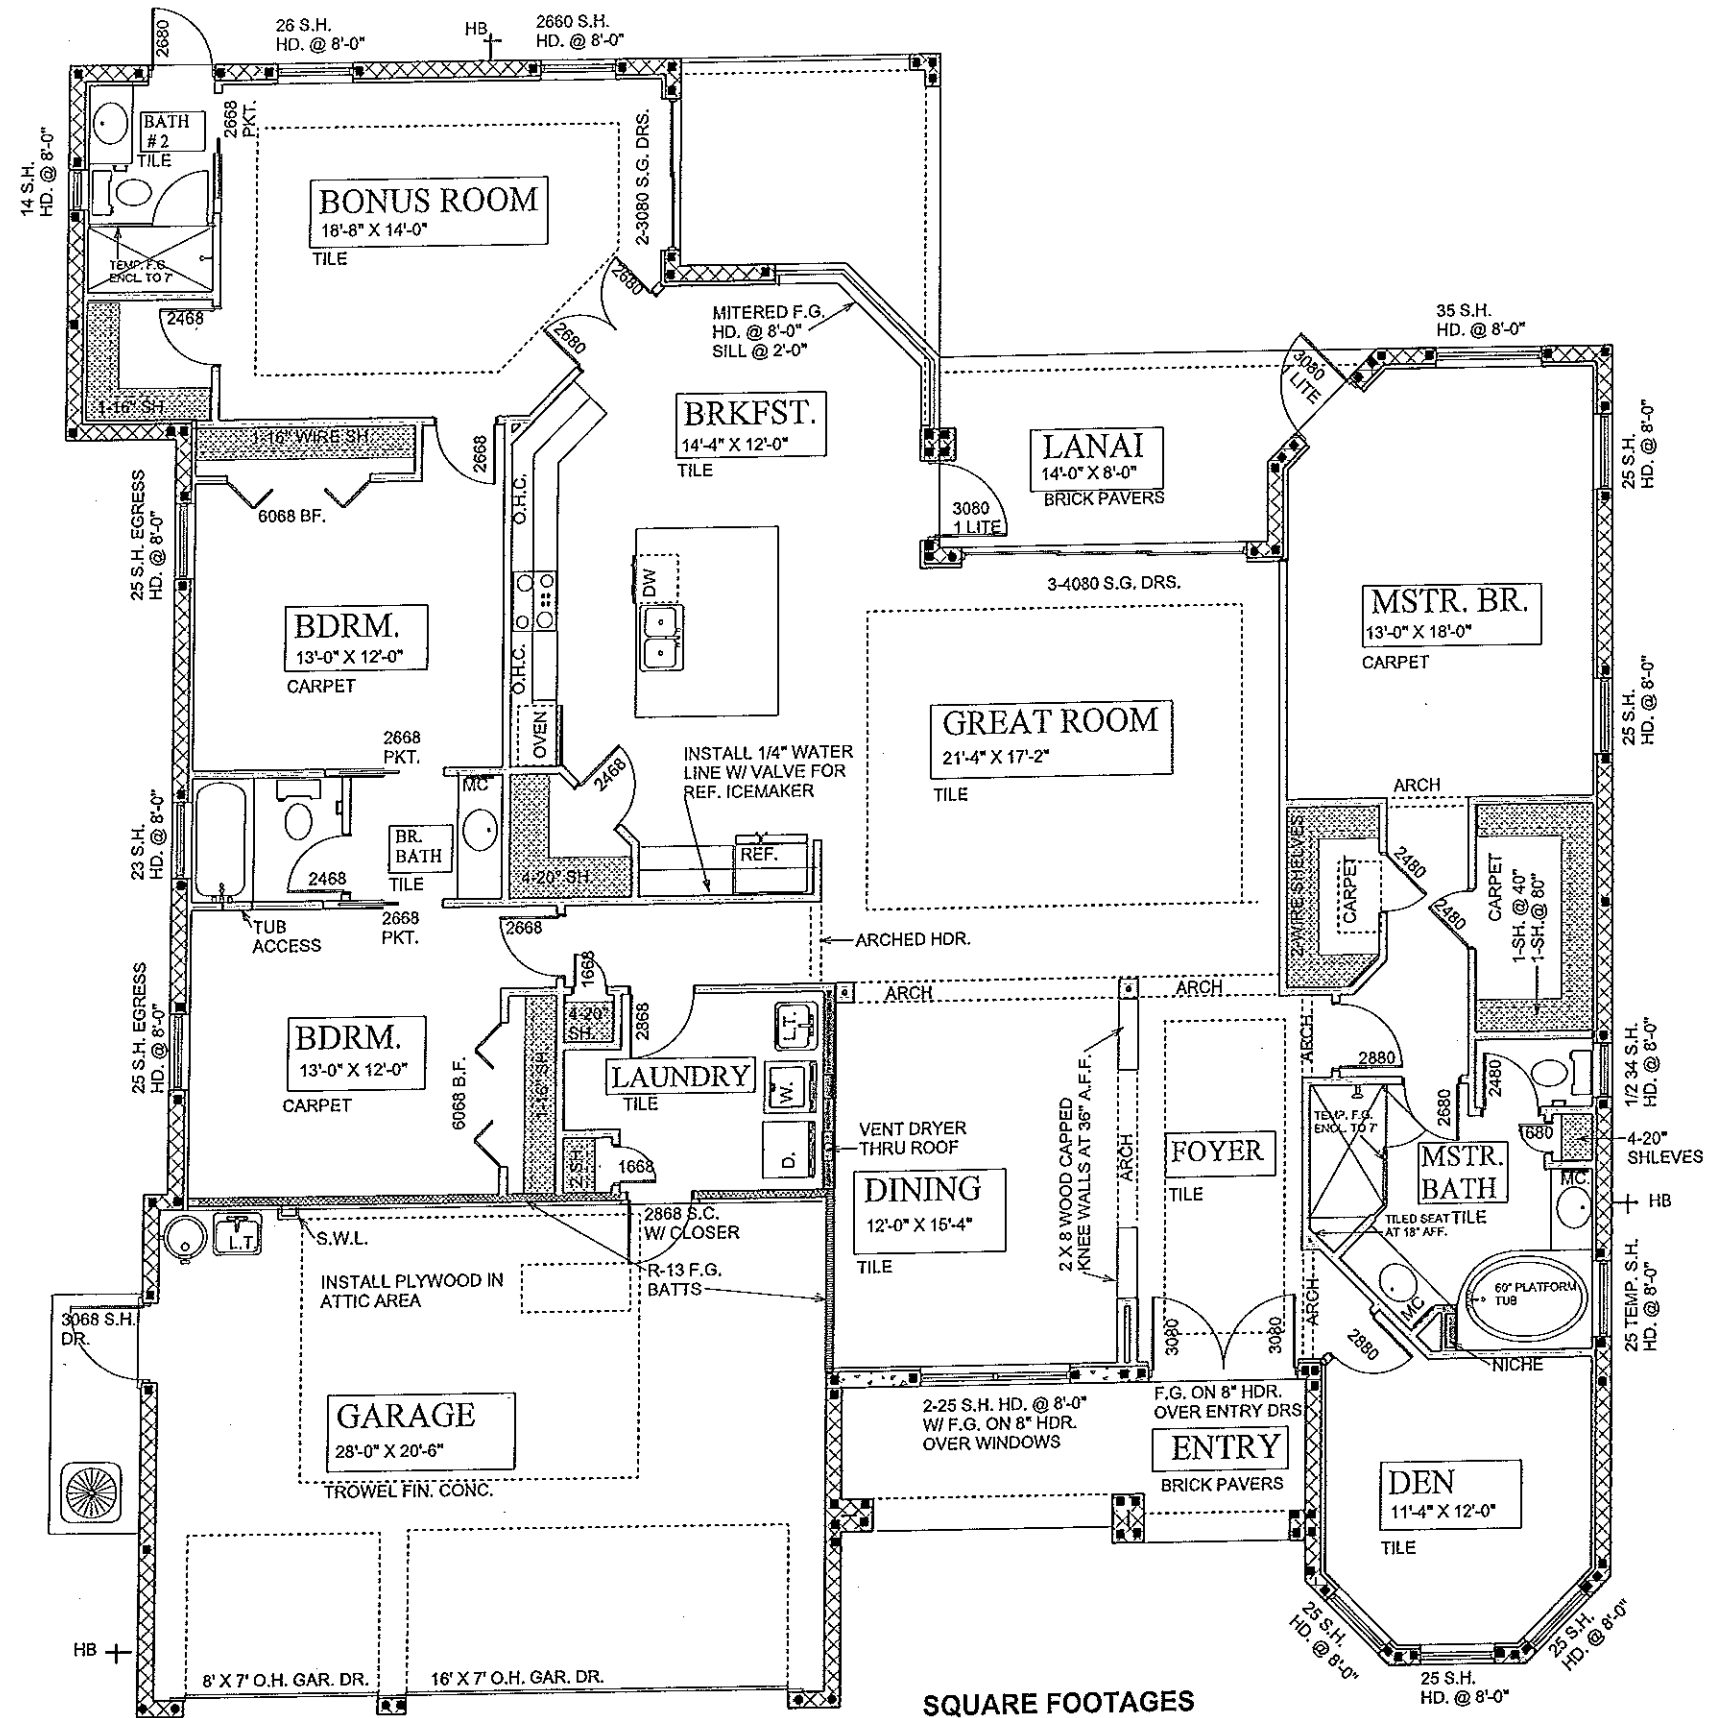 2680
26 S.H.
HD. @ 8'-0"
HB
2660 S.H.
HD. @ 8'-0"
BATH
#2
TILE
2668
PKT.
14 S.H.
HD. @ 8'-0"
BONUS ROOM
18'-8" X 14'-0"
TILE
2-3080 S.G. DRS.
TEMP. F.G.
ENCL. TO 7'
2468
1-16" SH.
2680
2680
MITERED F.G.
HD. @ 8'-0"
SILL @ 2'-0"
35 S.H.
HD. @ 8'-0"
3080
1 LITE
1-16" WIRE SH.
2668
6068 BF.
25 S.H. EGRESS
HD. @ 8'-0"
O.H.C.
BRKFST.
14'-4" X 12'-0"
TILE
LANAI
14'-0" X 8'-0"
BRICK PAVERS
3080
1 LITE
25 S.H.
HD. @ 8'-0"
3-4080 S.G. DRS.
DW
BDRM.
13'-0" X 12'-0"
CARPET
O.H.C.
OVEN
MSTR. BR.
13'-0" X 18'-0"
CARPET
25 S.H.
HD. @ 8'-0"
GREAT ROOM
21'-4" X 17'-2"
TILE
2668
PKT.
2468
INSTALL 1/4" WATER
LINE W/ VALVE FOR
REF. ICEMAKER
REF.
ARCH
23 S.H.
HD. @ 8'-0"
MC
BR.
BATH
TILE
2468
4-20" SH.
2-WIRE SHELVES
CARPET
2480
2480
CARPET
1-SH. @ 40"
1-SH. @ 80"
TUB
ACCESS
2668
PKT.
2668
ARCHED HDR.
1668
4-20"
SH.
2868
L.T.
ARCH
ARCH
ARCH
25 S.H. EGRESS
HD. @ 8'-0"
BDRM.
13'-0" X 12'-0"
CARPET
6068 B.F.
1-16" SH.
LAUNDRY
TILE
W.
D.
VENT DRYER
THRU ROOF
1668
2 X 8 WOOD CAPPED
KNEE WALLS AT 36" A.F.F.
ARCH
2880
2480
2680
1/2 34 S.H.
HD. @ 8'-0"
TEMP. F.G.
ENCL. TO 7'
1680
4-20"
SHLEVES
FOYER
TILE
MSTR.
BATH
TILE
MC.
HB
TILED SEAT
AT 18" AFF.
DINING
12'-0" X 15'-4"
TILE
L.T.
S.W.L.
2868 S.C.
W/ CLOSER
R-13 F.G.
BATTS
INSTALL PLYWOOD IN
ATTIC AREA
3068 S.H.
DR.
ARCH
3080
3080
MC
60" PLATFORM
TUB
25 TEMP. S.H.
HD. @ 8'-0"
2880
NICHE
2-25 S.H. HD. @ 8'-0"
W/ F.G. ON 8" HDR.
OVER WINDOWS
F.G. ON 8" HDR.
OVER ENTRY DRS
ENTRY
BRICK PAVERS
GARAGE
28'-0" X 20'-6"
TROWEL FIN. CONC.
DEN
11'-4" X 12'-0"
TILE
HB
8' X 7' O.H. GAR. DR.
16' X 7' O.H. GAR. DR.
25 S.H.
HD. @ 8'-0"
25 S.H.
HD. @ 8'-0"
25 S.H.
HD. @ 8'-0"
SQUARE FOOTAGES